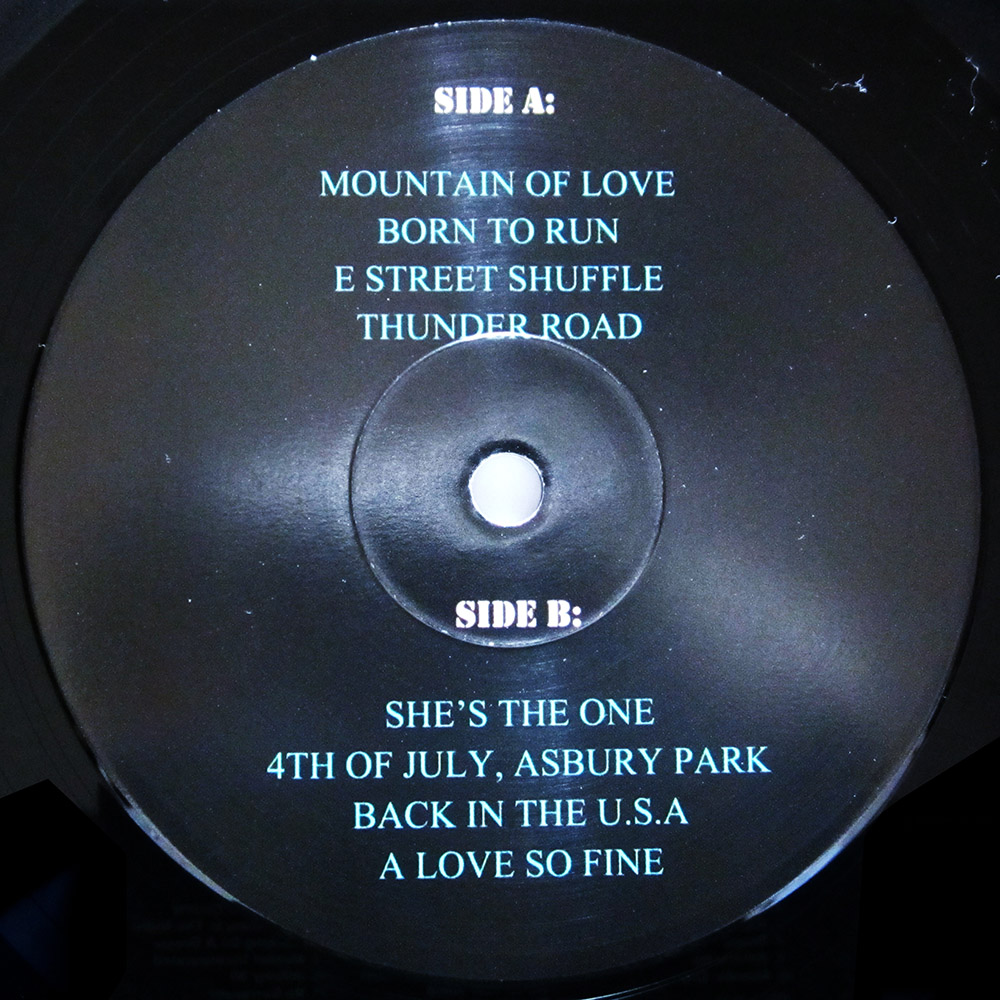 SIDE A:
MOUNTAIN OF LOVE
BORN TO RUN
E STREET SHUFFLE
THUNDER ROAD
SIDE B:
SHE'S THE ONE
4TH OF JULY, ASBURY PARK
BACK IN THE U.S.A
A LOVE SO FINE